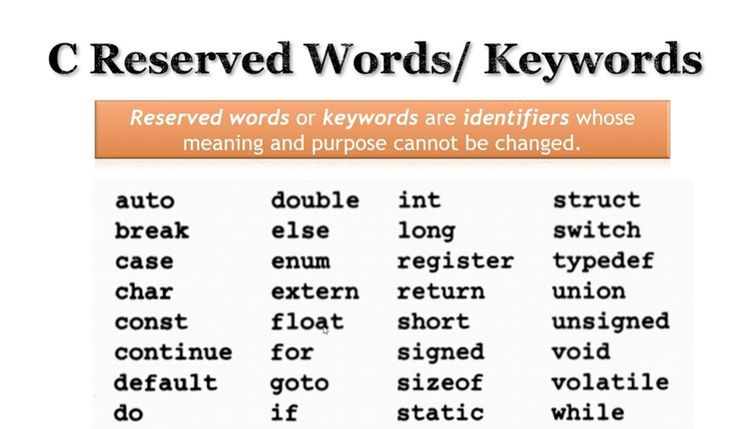 C Reserved Words/ Keywords
Reserved words or keywords are identifiers whose
meaning and purpose cannot be changed.
auto double int struct
break else long switch
case enum register typedef
char extern return union
const float short unsigned
continue for signed void
default goto sizeof volatile
do if static while